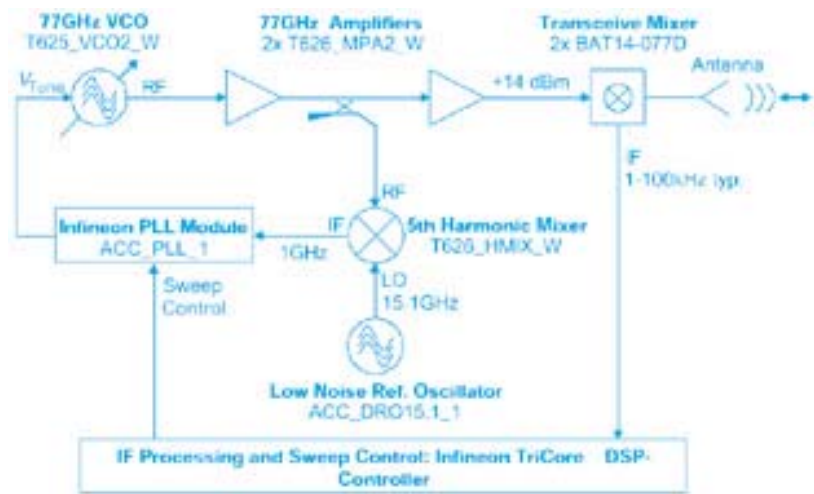 77GHz VCO
T625_VCO2_W
77GHz Amplifiers
2x T626_MPA2_W
Transceive Mixer
2x BAT14-077D
VTune
RF
+14 dBm
Antenna
IF
1-100kHz typ.
RF
Infineon PLL Module
ACC_PLL_1
IF
1GHz
5th Harmonic Mixer
T626_HMIX_W
Sweep
Control
LO
15.1GHz
Low Noise Ref. Oscillator
ACC_DRO15.1_1
IF Processing and Sweep Control: Infineon TriCore DSP-
Controller